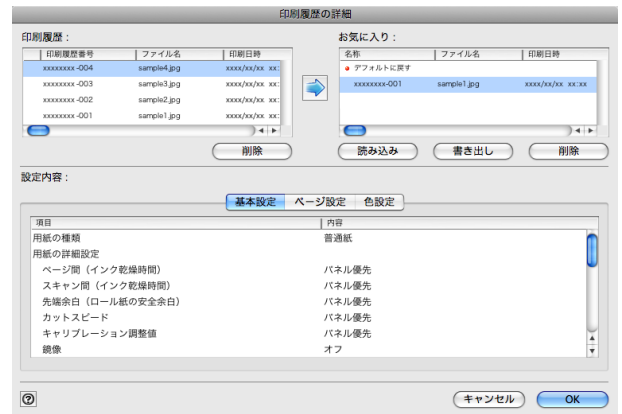 印刷履歴の詳細
印刷履歴：
印刷履歴番号 ファイル名 印刷日時
xxxxxxxx-004 sample4.jpg xxxx/xx/xx xx:
xxxxxxxx-003 sample3.jpg xxxx/xx/xx xx:
xxxxxxxx-002 sample2.jpg xxxx/xx/xx xx:
xxxxxxxx-001 sample1.jpg xxxx/xx/xx xx:
削除
お気に入り：
名称 ファイル名 印刷日時
デフォルトに戻す
xxxxxxxx-001 sample1.jpg xxxx/xx/xx xx:xx
読み込み 書き出し 削除
設定内容：
基本設定 ページ設定 色設定
項目 内容
用紙の種類 普通紙
用紙の詳細設定
ページ間（インク乾燥時間） パネル優先
スキャン間（インク乾燥時間） パネル優先
先端余白（ロール紙の安全余白） パネル優先
カットスピード パネル優先
キャリブレーション調整値 パネル優先
鏡像 オフ
? キャンセル OK